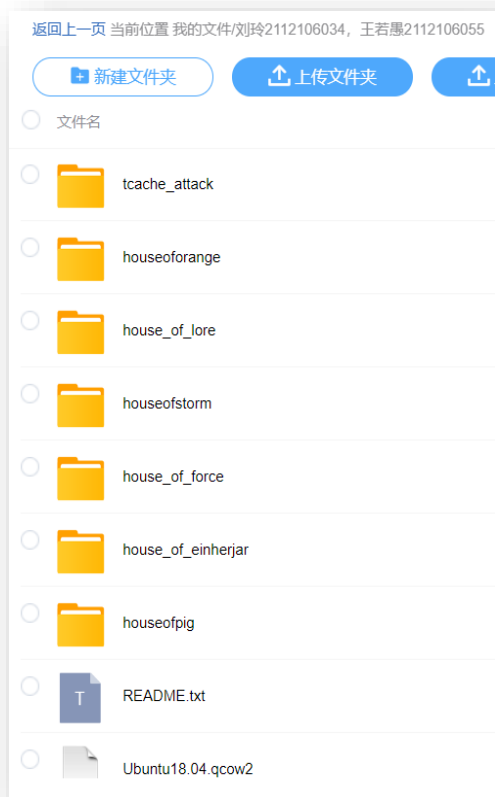 返回上一页 当前位置 我的文件/刘玲2112106034，王若愚2112106055
新建文件夹 上传文件夹
文件名
tcache_attack
houseoforange
house_of_lore
houseofstorm
house_of_force
house_of_einherjar
houseofpig
T README.txt
Ubuntu18.04.qcow2